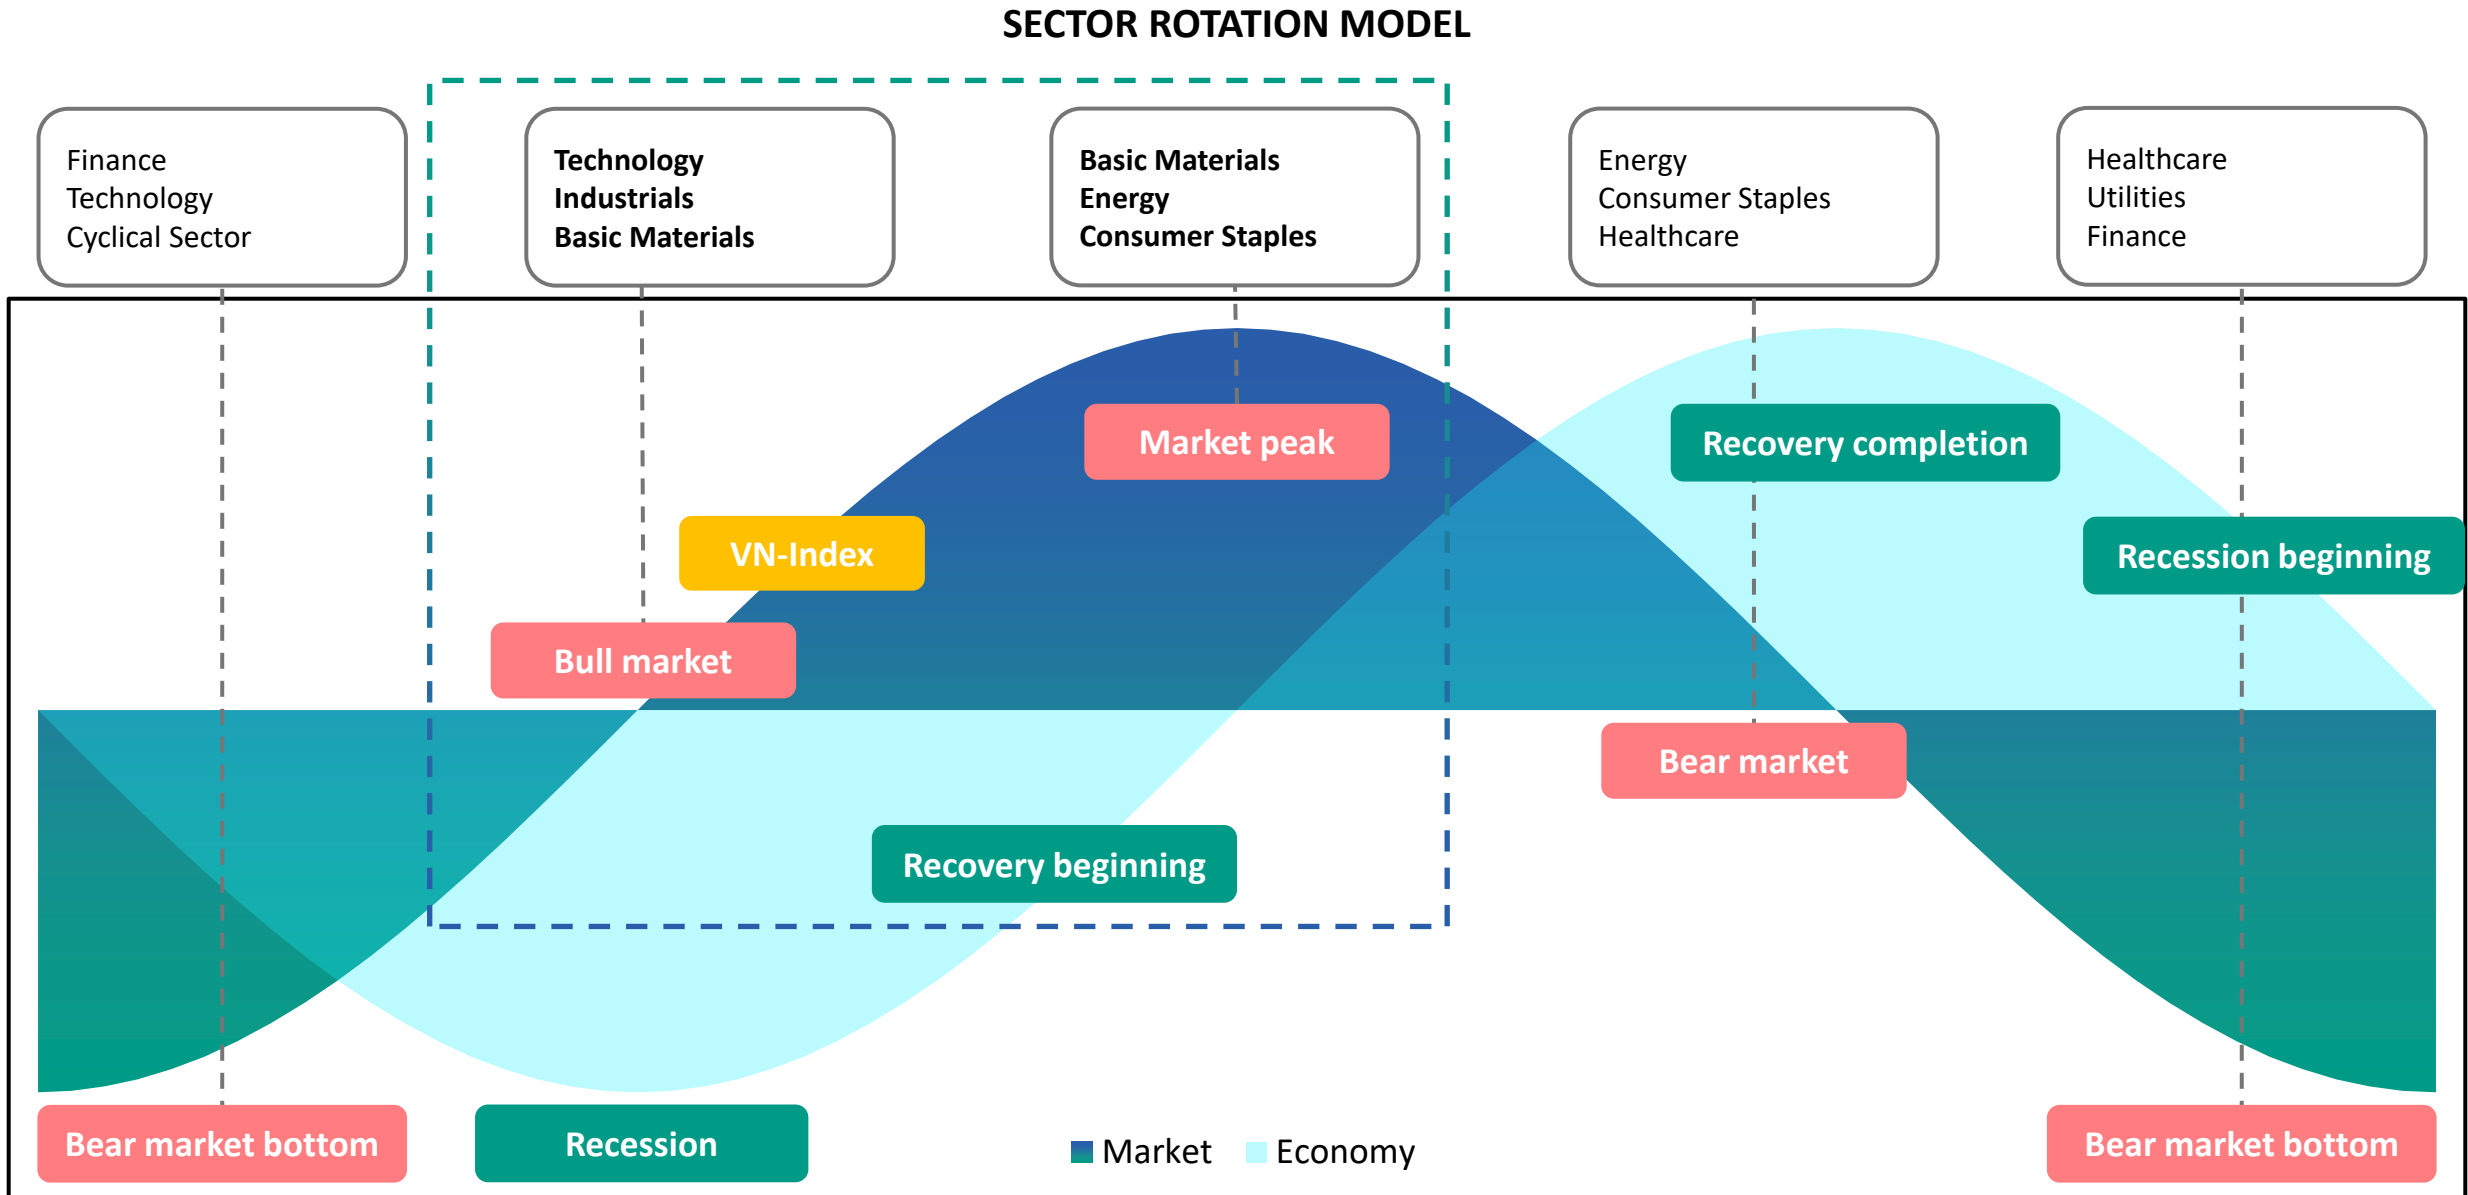 SECTOR ROTATION MODEL
Finance
Technology
Cyclical Sector
Technology
Industrials
Basic Materials
Basic Materials
Energy
Consumer Staples
Energy
Consumer Staples
Healthcare
Healthcare
Utilities
Finance
Market peak
Recovery completion
VN-Index
Recession beginning
Bull market
Bear market
Recovery beginning
Bear market bottom
Recession
Market
Economy
Bear market bottom